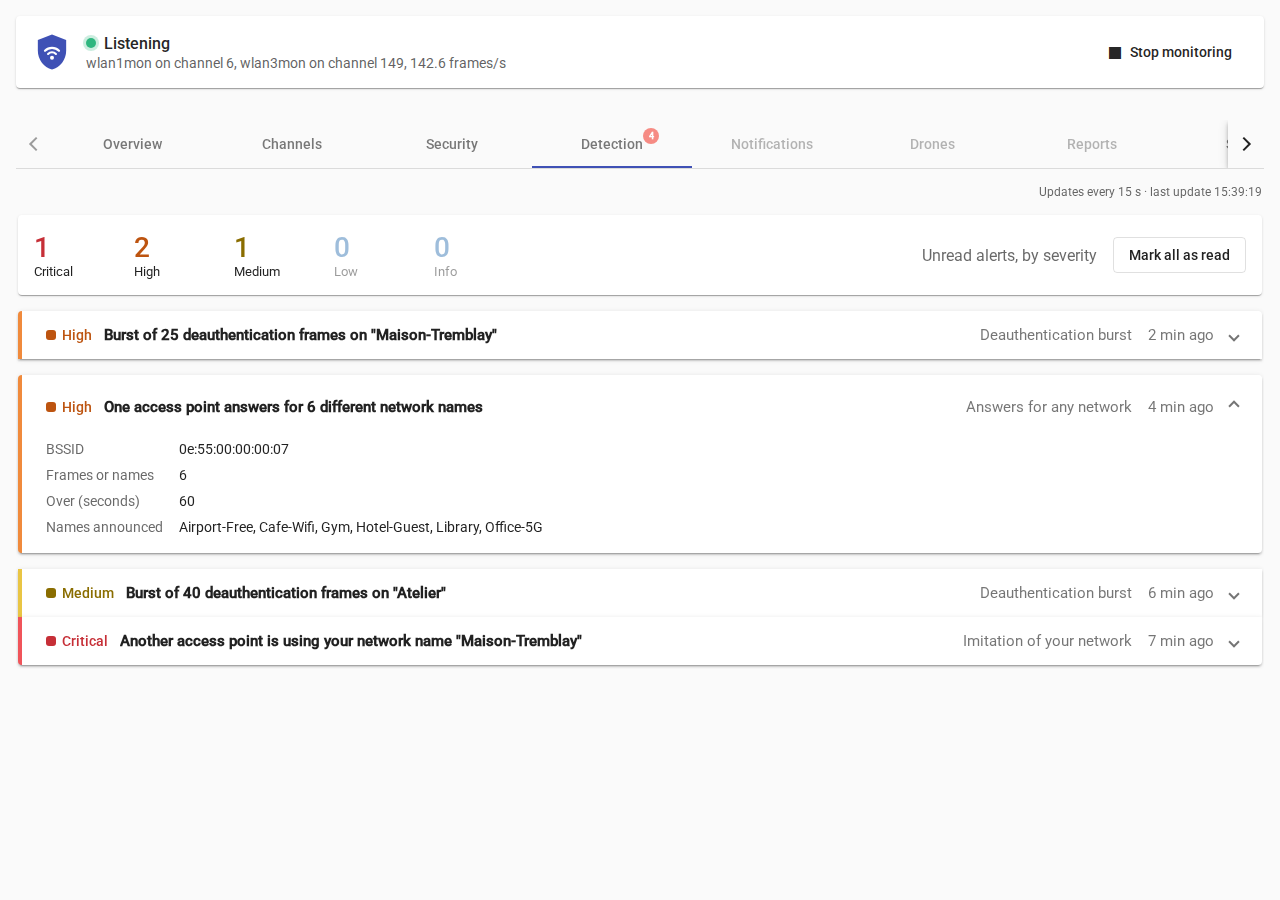 Listening
wlan1mon on channel 6, wlan3mon on channel 149, 142.6 frames/s
Stop monitoring
Overview Channels Security Detection 4 Notifications Drones Reports
Updates every 15 s · last update 15:39:19
1 2 1 0 0
Critical High Medium Low Info
Unread alerts, by severity Mark all as read
High Burst of 25 deauthentication frames on "Maison-Tremblay" Deauthentication burst 2 min ago
High One access point answers for 6 different network names Answers for any network 4 min ago
BSSID 0e:55:00:00:00:07
Frames or names 6
Over (seconds) 60
Names announced Airport-Free, Cafe-Wifi, Gym, Hotel-Guest, Library, Office-5G
Medium Burst of 40 deauthentication frames on "Atelier" Deauthentication burst 6 min ago
Critical Another access point is using your network name "Maison-Tremblay" Imitation of your network 7 min ago